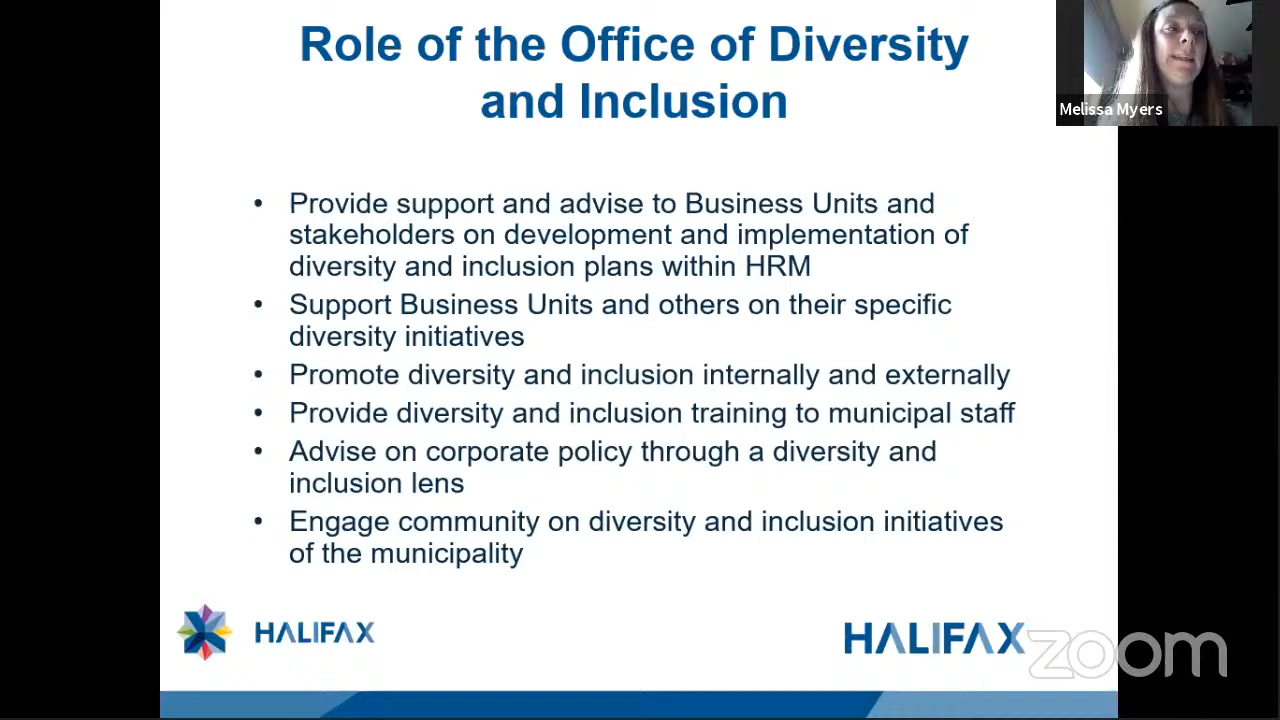 Role of the Office of Diversity
and Inclusion
Melissa Myers
• Provide support and advise to Business Units and
stakeholders on development and implementation of
diversity and inclusion plans within HRM
• Support Business Units and others on their specific
diversity initiatives
• Promote diversity and inclusion internally and externally
• Provide diversity and inclusion training to municipal staff
• Advise on corporate policy through a diversity and
inclusion lens
• Engage community on diversity and inclusion initiatives
of the municipality
HALIFAX
HALIFAX
zoom